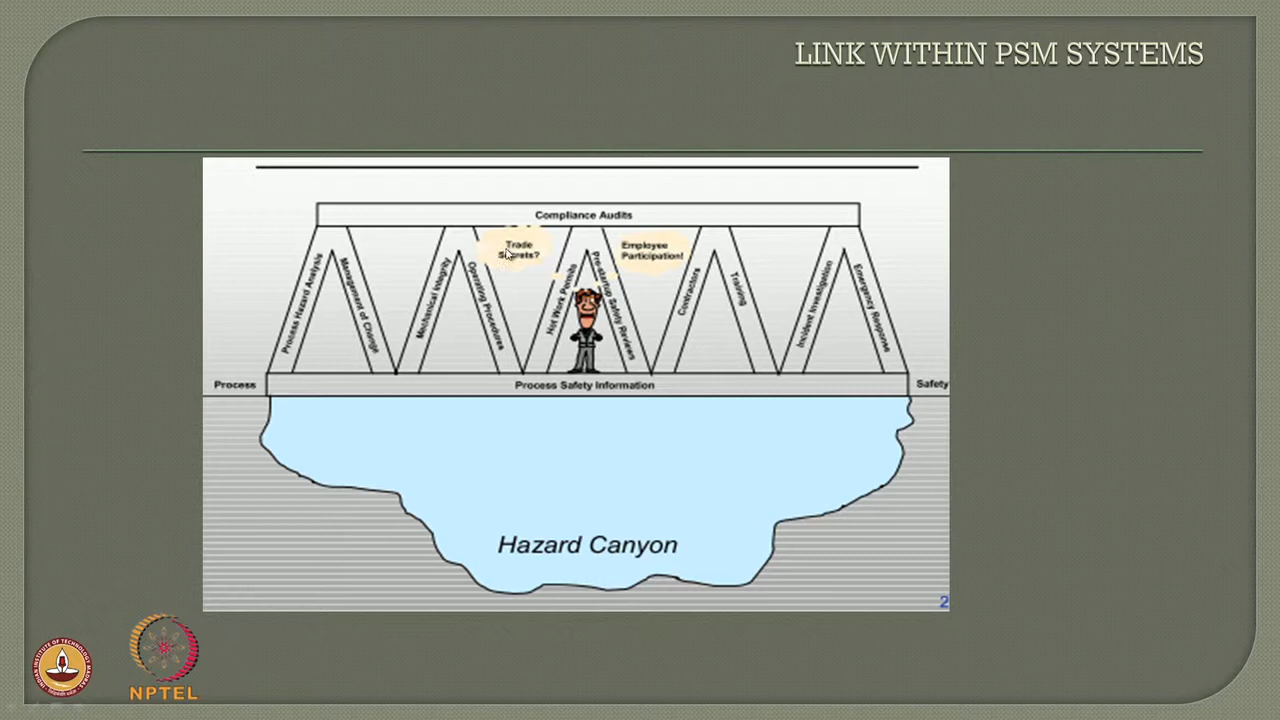 LINK WITHIN PSM SYSTEMS
Compliance Audits
Process Hazard Analysis
Management of Change
Mechanical Integrity
Operating Procedures
Trade
Secrets?
Hot Work Permits
Pre-startup Safety Reviews
Employee
Participation!
Contractors
Training
Incident Investigation
Emergency Response
Process
Process Safety Information
Safety
Hazard Canyon
2
NPTEL